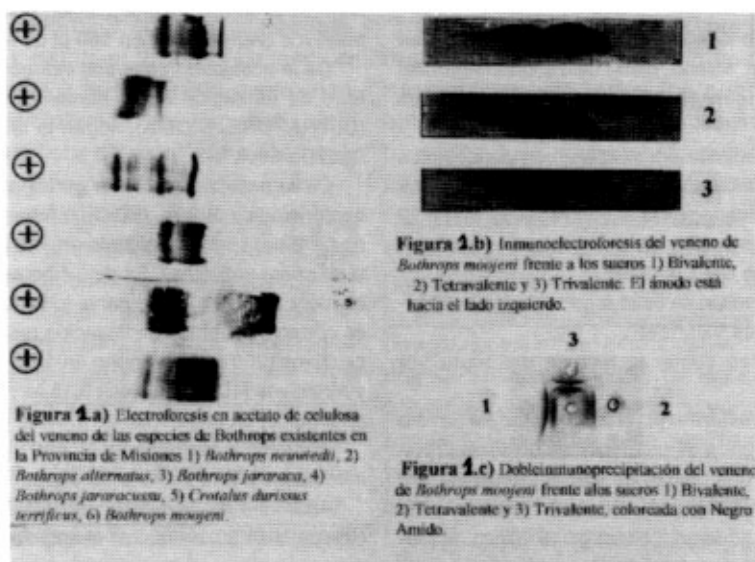 1
2
3
Figura 1.b) Inmunoelectroforesis del veneno de
Bothrops moojeni frente a los sueros 1) Bivalente,
2) Tetravalente y 3) Trivalente. El ánodo está
hacia el lado izquierdo.
3
1
2
Figura 1.a) Electroforesis en acetato de celulosa
del veneno de las especies de Bothrops existentes en
la Provincia de Misiones 1) Bothrops neuwiedii, 2)
Bothrops alternatus, 3) Bothrops jararaca, 4)
Bothrops jararacussu, 5) Crotalus durissus
terrificus, 6) Bothrops moojeni.
Figura 1.c) Dobleinmunoprecipitación del veneno
de Bothrops moojeni frente alos sueros 1) Bivalente,
2) Tetravalente y 3) Trivalente, coloreada con Negro
Amido.